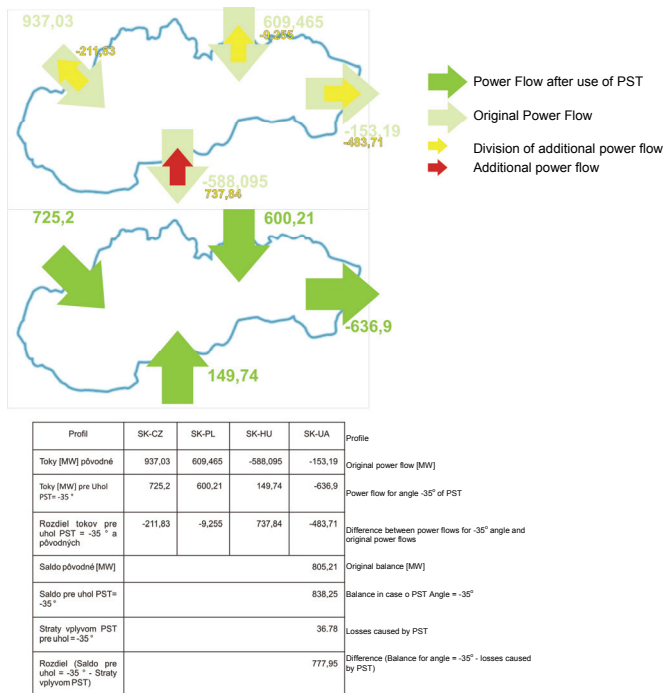 937,03
609,465
-9,255
-211,83
-153,19
-483,71
-588,095
737,84
Power Flow after use of PST
Original Power Flow
Division of additional power flow
Additional power flow
725,2
600,21
-636,9
149,74
Profil SK-CZ SK-PL SK-HU SK-UA Profile
Toky [MW] pôvodné 937,03 609,465 -588,095 -153,19 Original power flow [MW]
Toky [MW] pre Uhol
PST= -35 ° 725,2 600,21 149,74 -636,9 Power flow for angle -35° of PST
Rozdiel tokov pre
uhol PST = -35 ° a
pôvodných -211,83 -9,255 737,84 -483,71 Difference between power flows for -35° angle and
original power flows
Saldo pôvodné [MW] 805,21 Original balance [MW]
Saldo pre uhol PST=
-35 ° 838,25 Balance in case o PST Angle = -35°
Straty vplyvom PST
pre uhol = -35 ° 36.78 Losses caused by PST
Rozdiel (Saldo pre
uhol = -35 ° - Straty
vplyvom PST) 777,95 Difference (Balance for angle = -35° - losses caused
by PST)